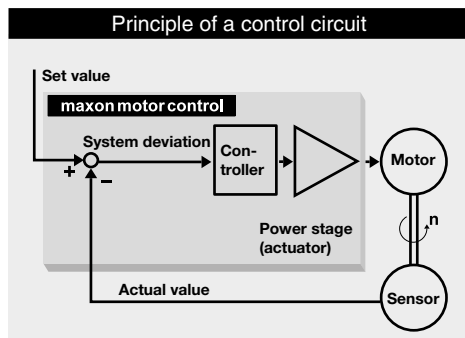 Principle of a control circuit
Set value
maxon motor control
System deviation
+
−
Con-
troller
Motor
n
Power stage
(actuator)
Actual value
Sensor